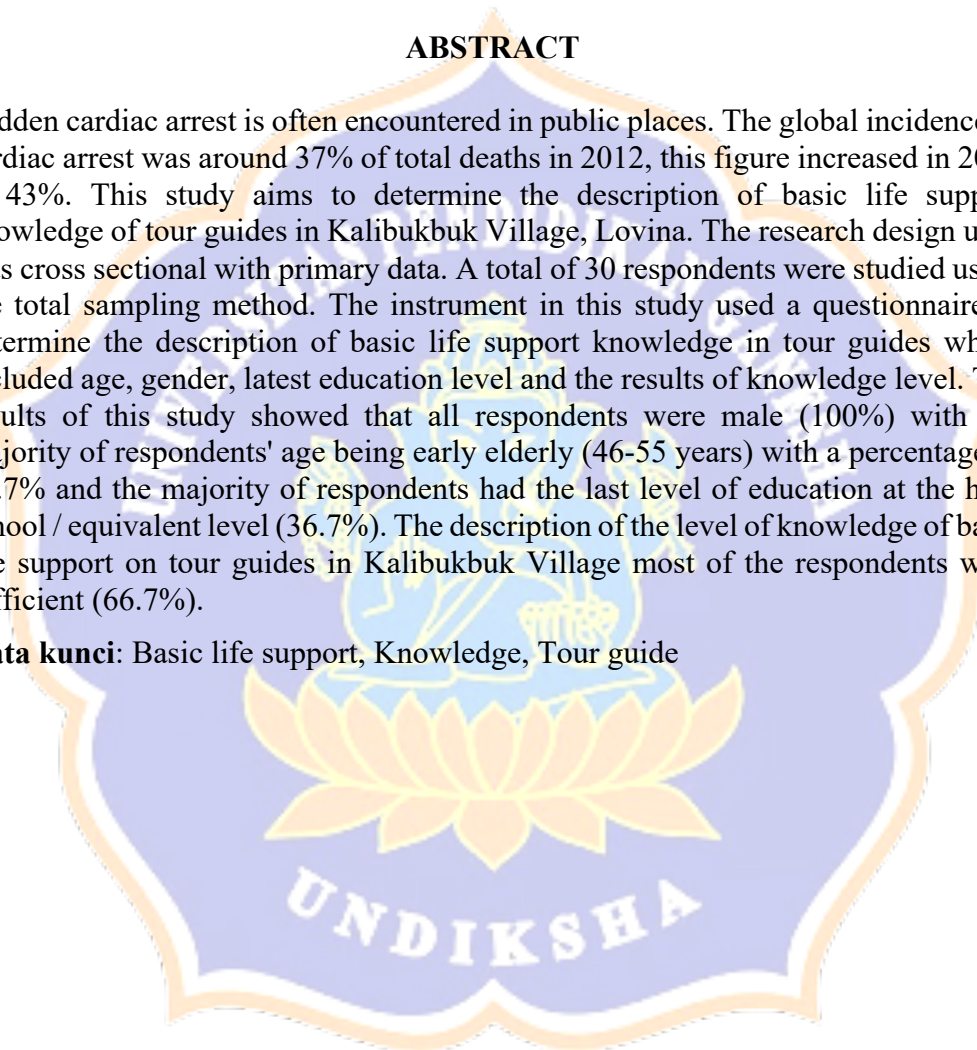 UNIVERSITAS PENDIDIKAN GANESHA
ABSTRACT
dden cardiac arrest is often encountered in public places. The global incidence
rdiac arrest was around 37% of total deaths in 2012, this figure increased in 20
43%. This study aims to determine the description of basic life supp
owledge of tour guides in Kalibukbuk Village, Lovina. The research design u
s cross sectional with primary data. A total of 30 respondents were studied us
e total sampling method. The instrument in this study used a questionnaire
termine the description of basic life support knowledge in tour guides wh
cluded age, gender, latest education level and the results of knowledge level. T
ults of this study showed that all respondents were male (100%) with
jority of respondents' age being early elderly (46-55 years) with a percentage
.7% and the majority of respondents had the last level of education at the h
hool / equivalent level (36.7%). The description of the level of knowledge of ba
e support on tour guides in Kalibukbuk Village most of the respondents w
fficient (66.7%).
ata kunci: Basic life support, Knowledge, Tour guide
UNDIKSHA